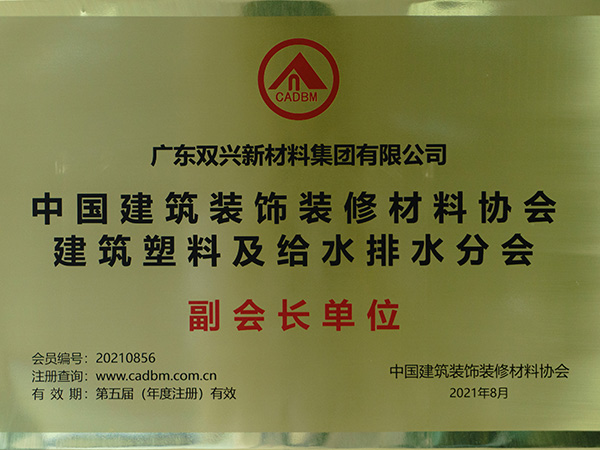 CADBM
广东双兴新材料集团有限公司
中国建筑装饰装修材料协会
建筑塑料及给水排水分会
副会长单位
会员编号：20210856
注册查询：www.cadbm.com.cn
有 效 期：第五届（年度注册）有效
中国建筑装饰装修材料协会
2021年8月